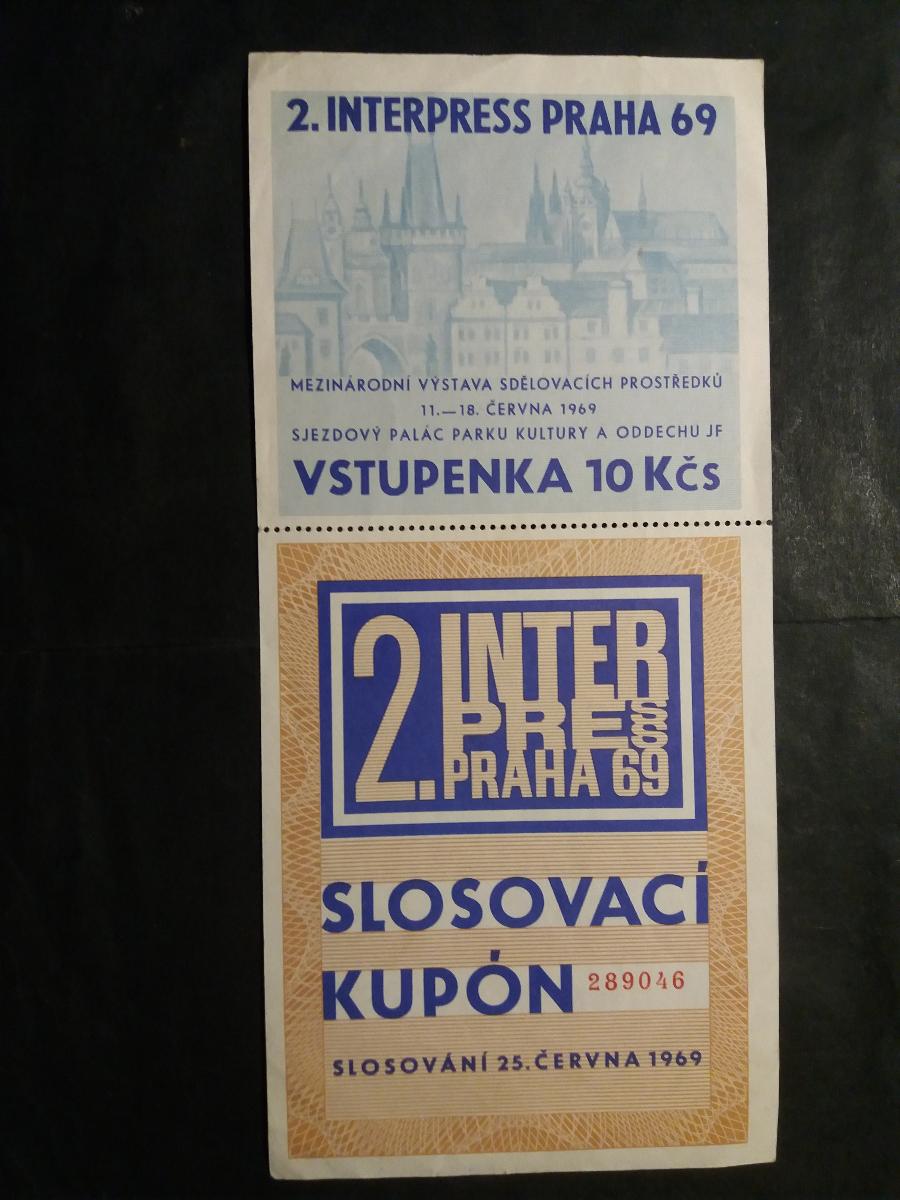 2. INTERPRESS PRAHA 69
MEZINÁRODNÍ VÝSTAVA SDĚLOVACÍCH PROSTŘEDKŮ
11.—18. ČERVNA 1969
SJEZDOVÝ PALÁC PARKU KULTURY A ODDECHU JF
VSTUPENKA 10 Kčs
2. INTER
PRESS
PRAHA 69
SLOSOVACÍ
KUPÓN 289046
SLOSOVÁNÍ 25. ČERVNA 1969